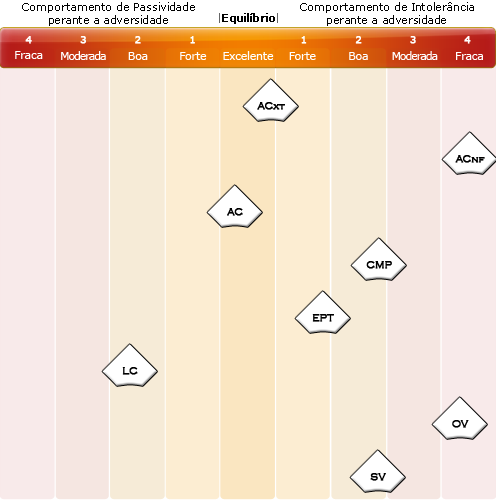 Comportamento de Passividade
perante a adversidade
|Equilíbrio|
Comportamento de Intolerância
perante a adversidade
4 3 2 1 1 2 3 4
Fraca Moderada Boa Forte Excelente Forte Boa Moderada Fraca
ACXT
ACNF
AC
CMP
EPT
LC
OV
SV